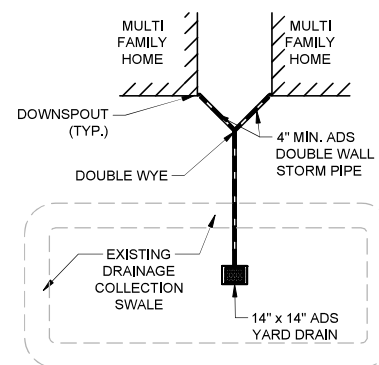 MULTI
FAMILY
HOME
MULTI
FAMILY
HOME
DOWNSPOUT
(TYP.)
4" MIN. ADS
DOUBLE WALL
STORM PIPE
DOUBLE WYE
EXISTING
DRAINAGE
COLLECTION
SWALE
14" x 14" ADS
YARD DRAIN